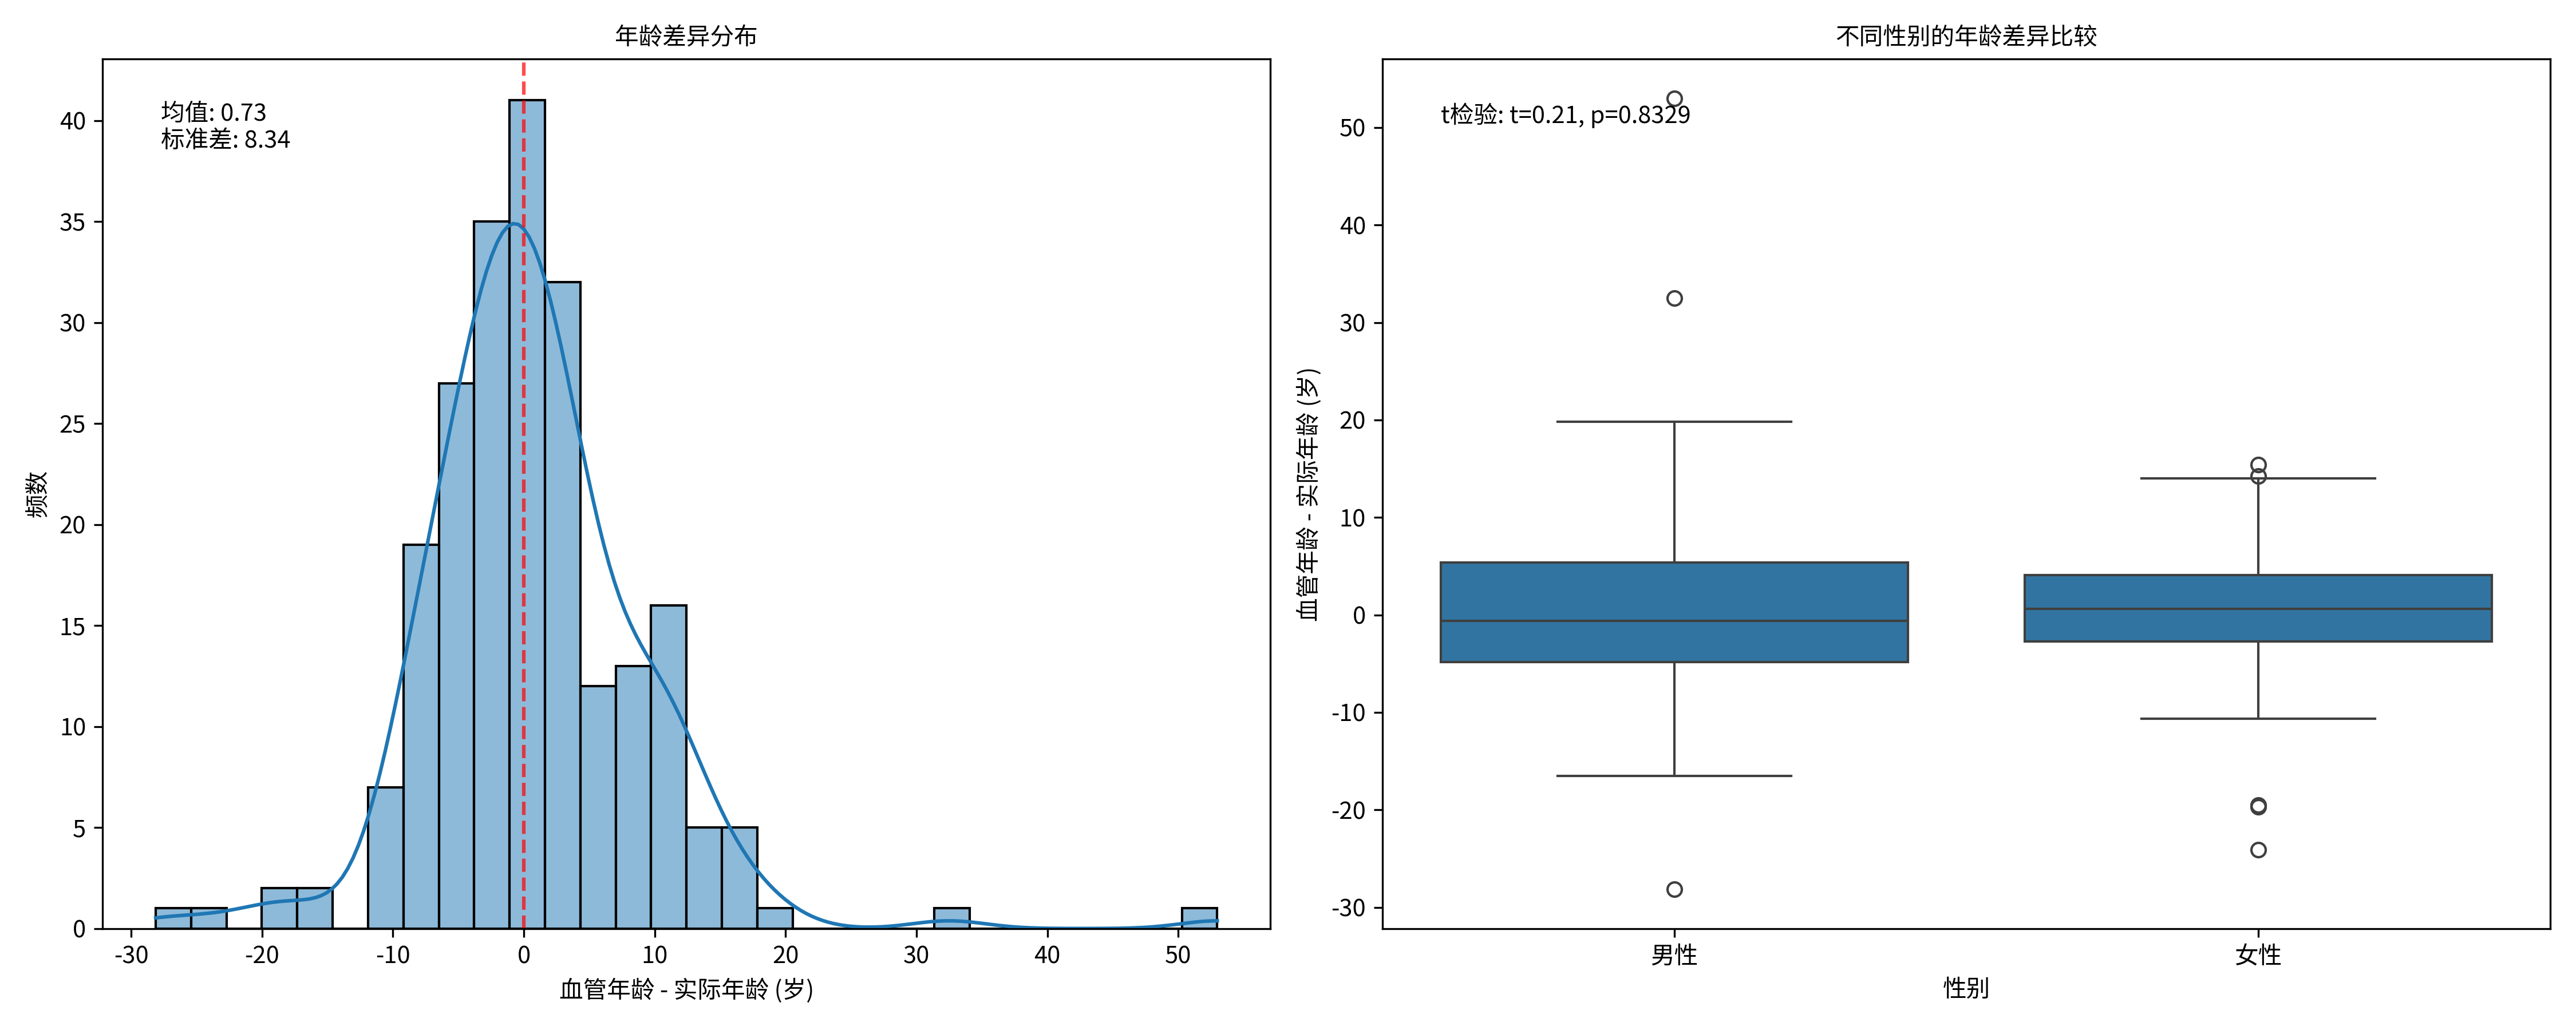 年龄差异分布
均值: 0.73
标准差: 8.34
频数
40
35
30
25
20
15
10
5
0
-30 -20 -10 0 10 20 30 40 50
血管年龄 - 实际年龄 (岁)
不同性别的年龄差异比较
t检验: t=0.21, p=0.8329
血管年龄 - 实际年龄 (岁)
50
40
30
20
10
0
-10
-20
-30
男性 女性
性别